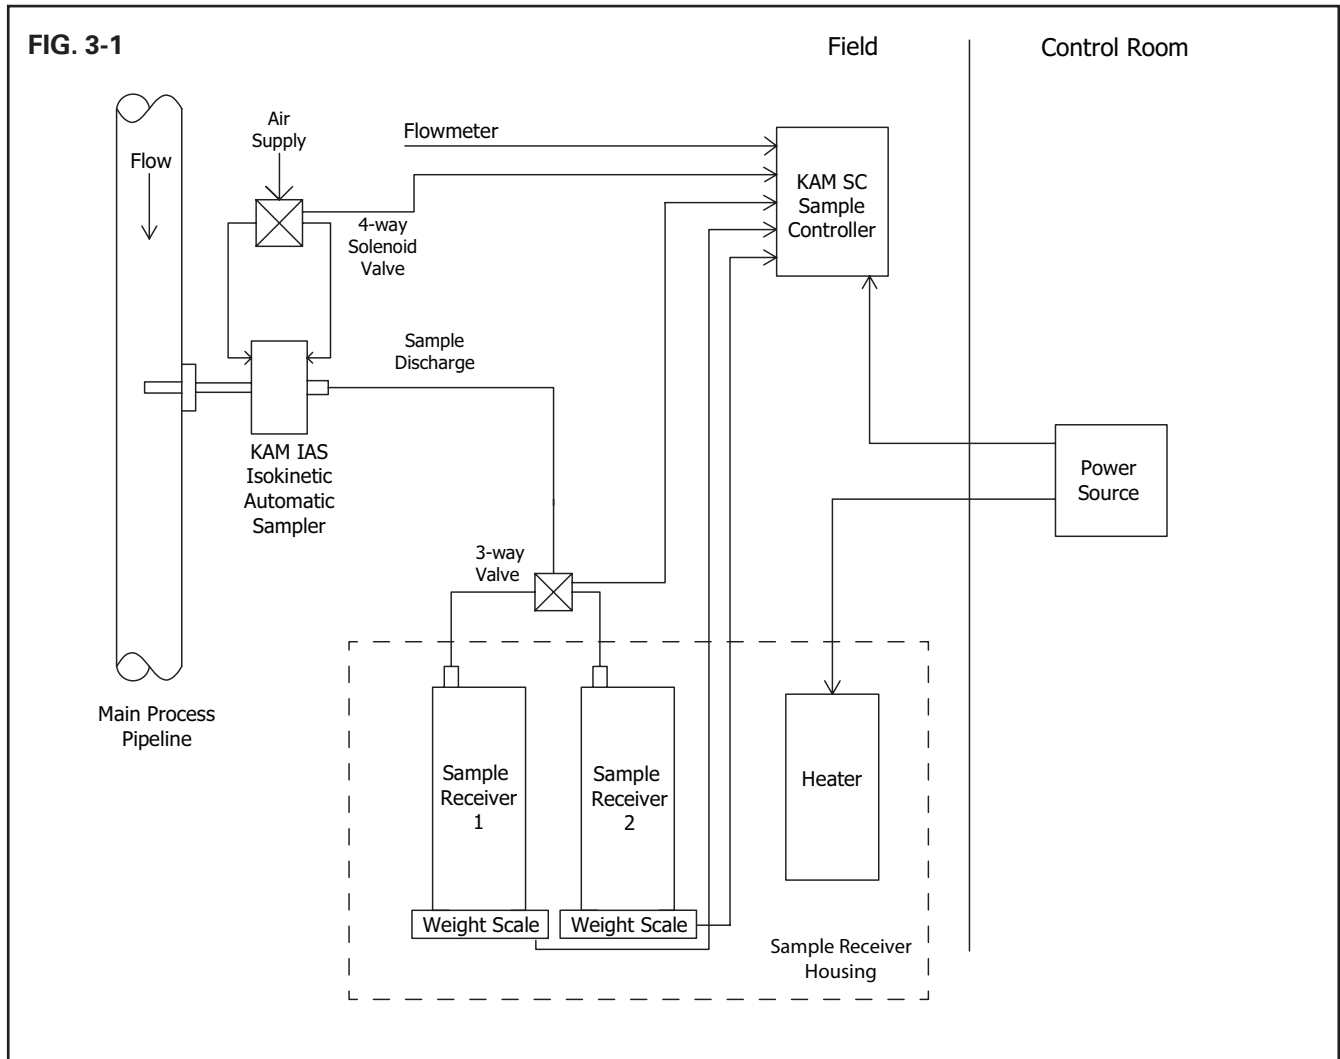 FIG. 3-1
Field
Control Room
Air
Supply
Flowmeter
Flow
KAM SC
Sample
Controller
4-way
Solenoid
Valve
Sample
Discharge
KAM IAS
Isokinetic
Automatic
Sampler
Power
Source
3-way
Valve
Main Process
Pipeline
Sample
Receiver
1
Sample
Receiver
2
Heater
Weight Scale
Weight Scale
Sample Receiver
Housing